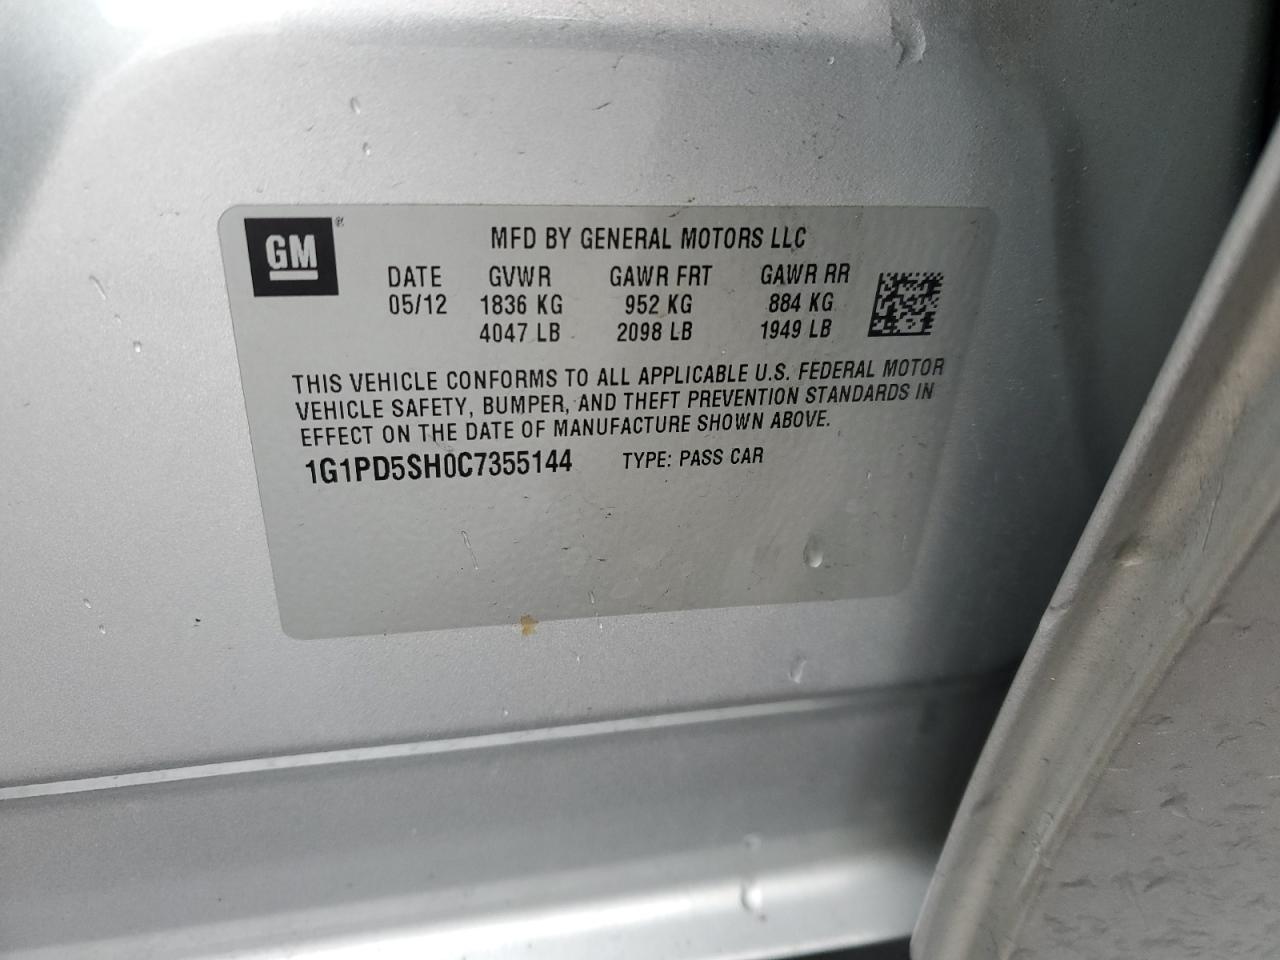 GM®
MFD BY GENERAL MOTORS LLC
DATE GVWR GAWR FRT GAWR RR
05/12 1836 KG 952 KG 884 KG
4047 LB 2098 LB 1949 LB
THIS VEHICLE CONFORMS TO ALL APPLICABLE U.S. FEDERAL MOTOR
VEHICLE SAFETY, BUMPER, AND THEFT PREVENTION STANDARDS IN
EFFECT ON THE DATE OF MANUFACTURE SHOWN ABOVE.
1G1PD5SH0C7355144 TYPE: PASS CAR